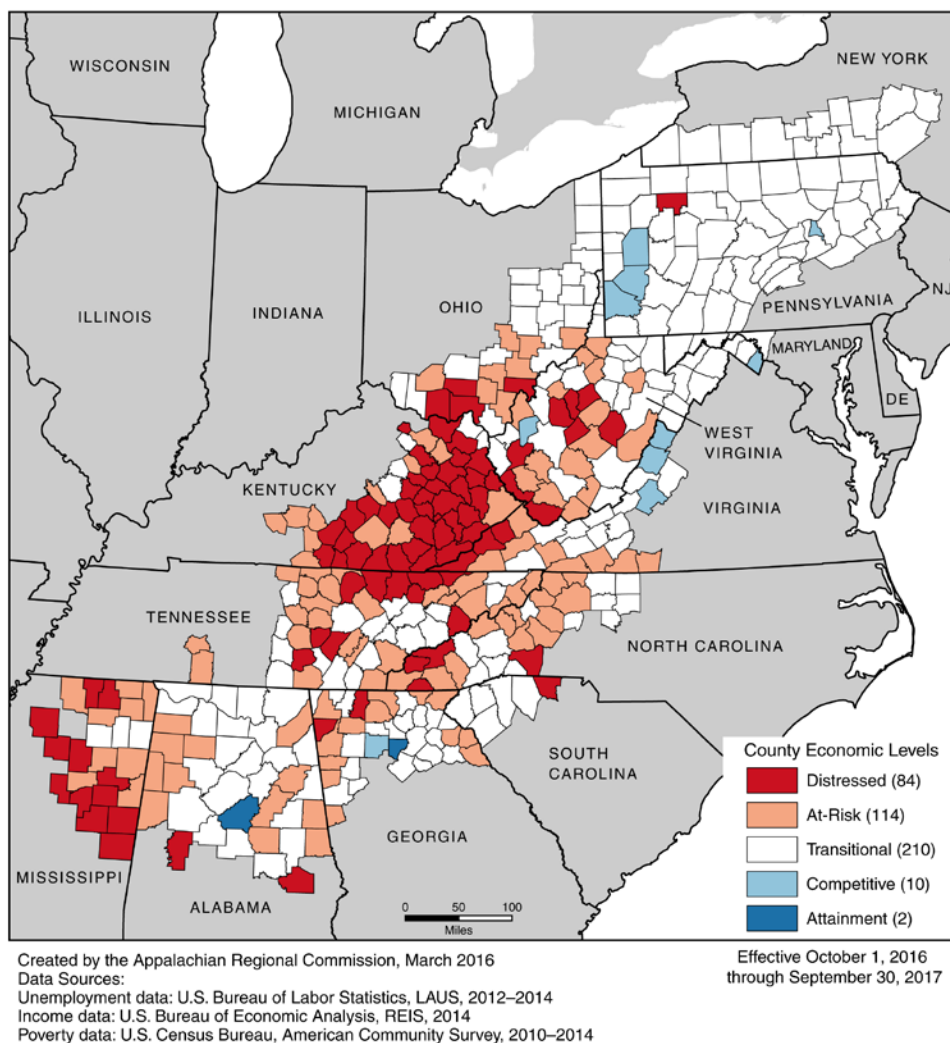 WISCONSIN
MICHIGAN
NEW YORK
ILLINOIS
INDIANA
OHIO
PENNSYLVANIA
NJ
MARYLAND
DE
WEST
VIRGINIA
KENTUCKY
VIRGINIA
TENNESSEE
NORTH CAROLINA
SOUTH
CAROLINA
GEORGIA
MISSISSIPPI
ALABAMA
0 50 100
Miles
County Economic Levels
Distressed (84)
At-Risk (114)
Transitional (210)
Competitive (10)
Attainment (2)
Created by the Appalachian Regional Commission, March 2016
Data Sources:
Unemployment data: U.S. Bureau of Labor Statistics, LAUS, 2012–2014
Income data: U.S. Bureau of Economic Analysis, REIS, 2014
Poverty data: U.S. Census Bureau, American Community Survey, 2010–2014
Effective October 1, 2016
through September 30, 2017